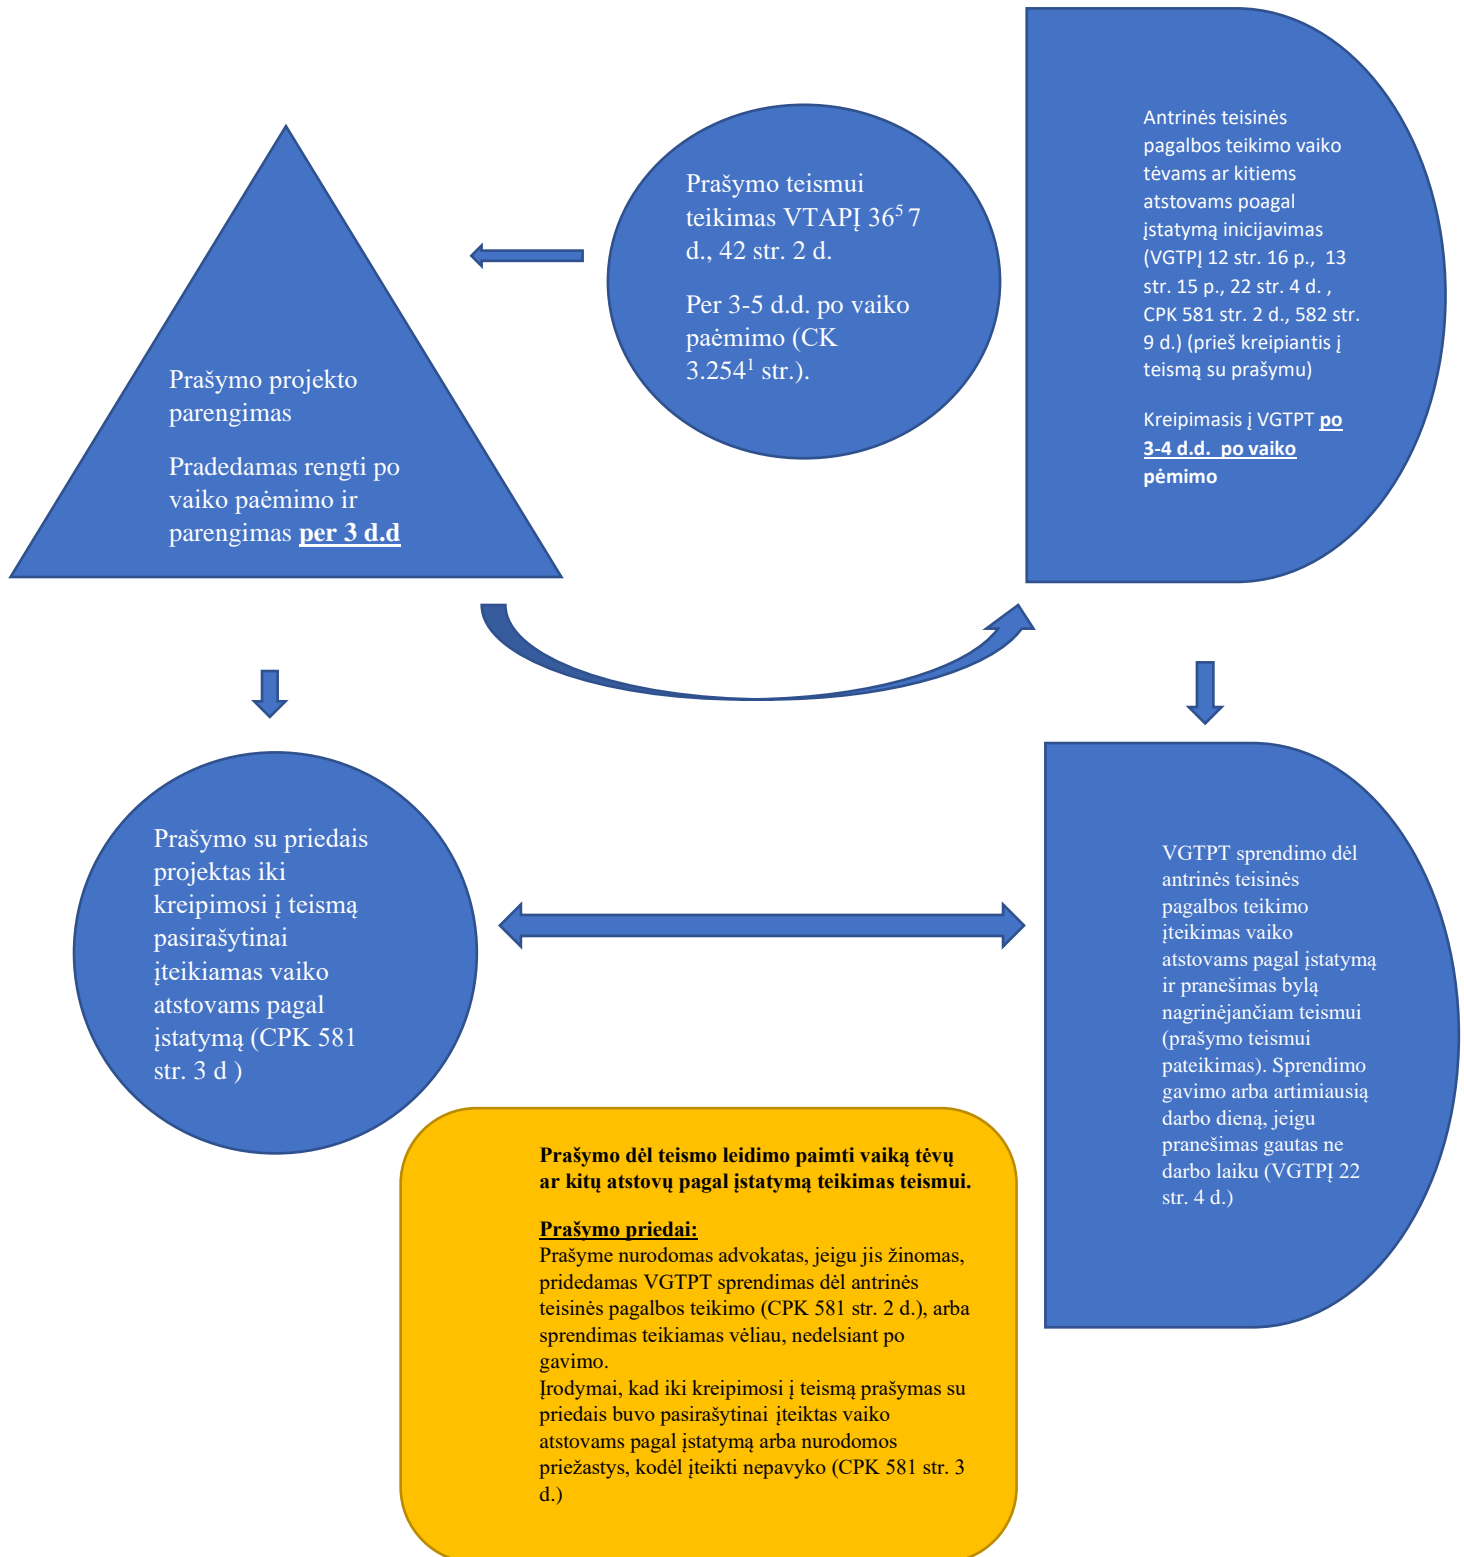 Prašymo projekto
parengimas
Pradedamas rengti po
vaiko paėmimo ir
parengimas per 3 d.d
Prašymo teismui
teikimas VTAPĮ 36⁵ 7
d., 42 str. 2 d.
Per 3-5 d.d. po vaiko
paėmimo (CK
3.254¹ str.).
Antrinės teisinės
pagalbos teikimo vaiko
tėvams ar kitiems
atstovams poagal
įstatymą inicijavimas
(VGTPĮ 12 str. 16 p., 13
str. 15 p., 22 str. 4 d. ,
CPK 581 str. 2 d., 582 str.
9 d.) (prieš kreipiantis į
teismą su prašymu)
Kreipimasis į VGTPT po
3-4 d.d. po vaiko
pėmimo
Prašymo su priedais
projektas iki
kreipimosi į teismą
pasirašytinai
įteikiamas vaiko
atstovams pagal
įstatymą (CPK 581
str. 3 d )
VGTPT sprendimo dėl
antrinės teisinės
pagalbos teikimo
įteikimas vaiko
atstovams pagal įstatymą
ir pranešimas bylą
nagrinėjančiam teismui
(prašymo teismui
pateikimas). Sprendimo
gavimo arba artimiausią
darbo dieną, jeigu
pranešimas gautas ne
darbo laiku (VGTPĮ 22
str. 4 d.)
Prašymo dėl teismo leidimo paimti vaiką tėvų
ar kitų atstovų pagal įstatymą teikimas teismui.
Prašymo priedai:
Prašyme nurodomas advokatas, jeigu jis žinomas,
pridedamas VGTPT sprendimas dėl antrinės
teisinės pagalbos teikimo (CPK 581 str. 2 d.), arba
sprendimas teikiamas vėliau, nedelsiant po
gavimo.
Įrodymai, kad iki kreipimosi į teismą prašymas su
priedais buvo pasirašytinai įteiktas vaiko
atstovams pagal įstatymą arba nurodomos
priežastys, kodėl įteikti nepavyko (CPK 581 str. 3
d.)